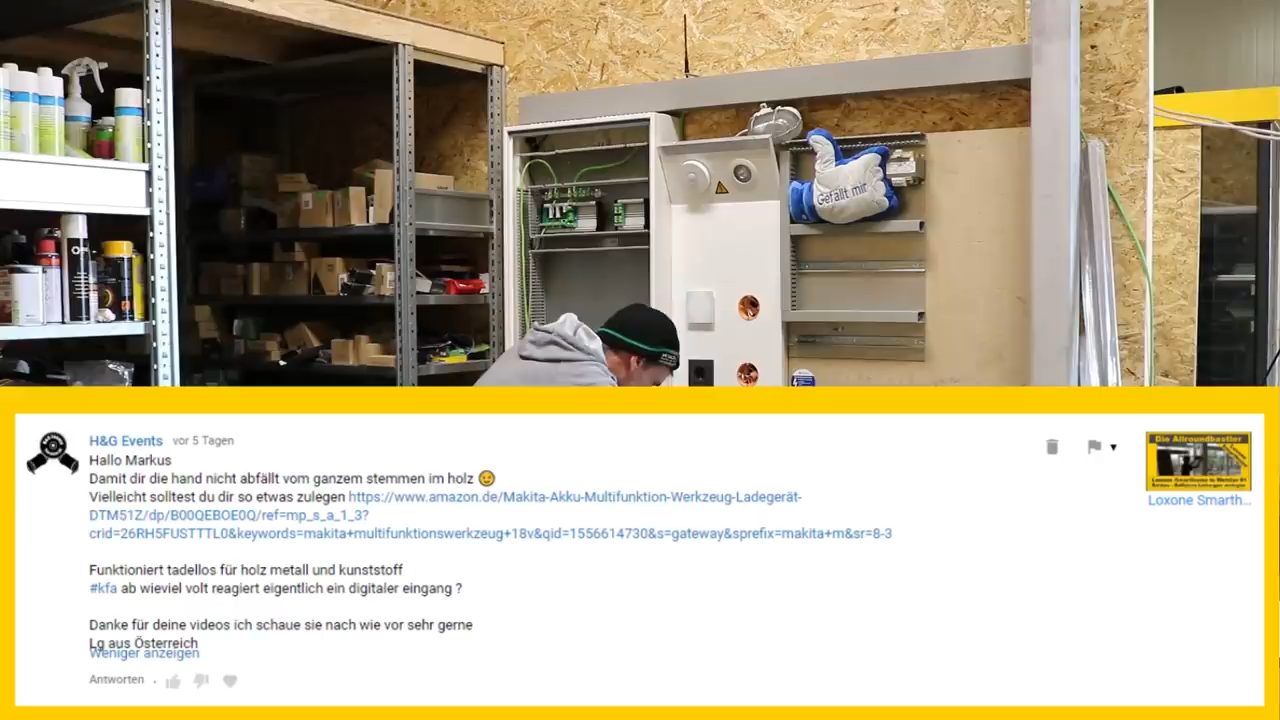 Gefällt mir
H&G Events vor 5 Tagen
Hallo Markus
Damit dir die hand nicht abfällt vom ganzem stemmen im holz 😉
Vielleicht solltest du dir so etwas zulegen https://www.amazon.de/Makita-Akku-Multifunktion-Werkzeug-Ladegerät-
DTM51Z/dp/B00QEBOE0Q/ref=mp_s_a_1_3?
crid=26RH5FUSTTTL0&keywords=makita+multifunktionswerkzeug+18v&qid=1556614730&s=gateway&sprefix=makita+m&sr=8-3
Funktioniert tadellos für holz metall und kunststoff
#kfa ab wieviel volt reagiert eigentlich ein digitaler eingang ?
Danke für deine videos ich schaue sie nach wie vor sehr gerne
Lg aus Österreich
Weniger anzeigen
Antworten
Die Allroundbastler
Loxone Smarth...